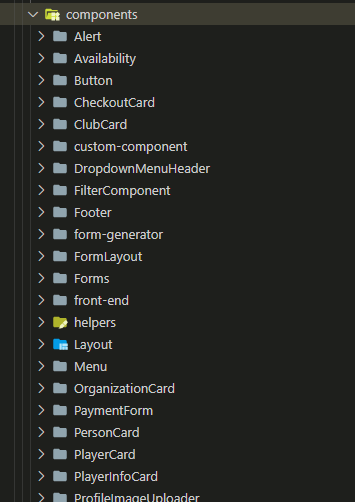 components
Alert
Availability
Button
CheckoutCard
ClubCard
custom-component
DropdownMenuHeader
FilterComponent
Footer
form-generator
FormLayout
Forms
front-end
helpers
Layout
Menu
OrganizationCard
PaymentForm
PersonCard
PlayerCard
PlayerInfoCard
ProfileImageUploader